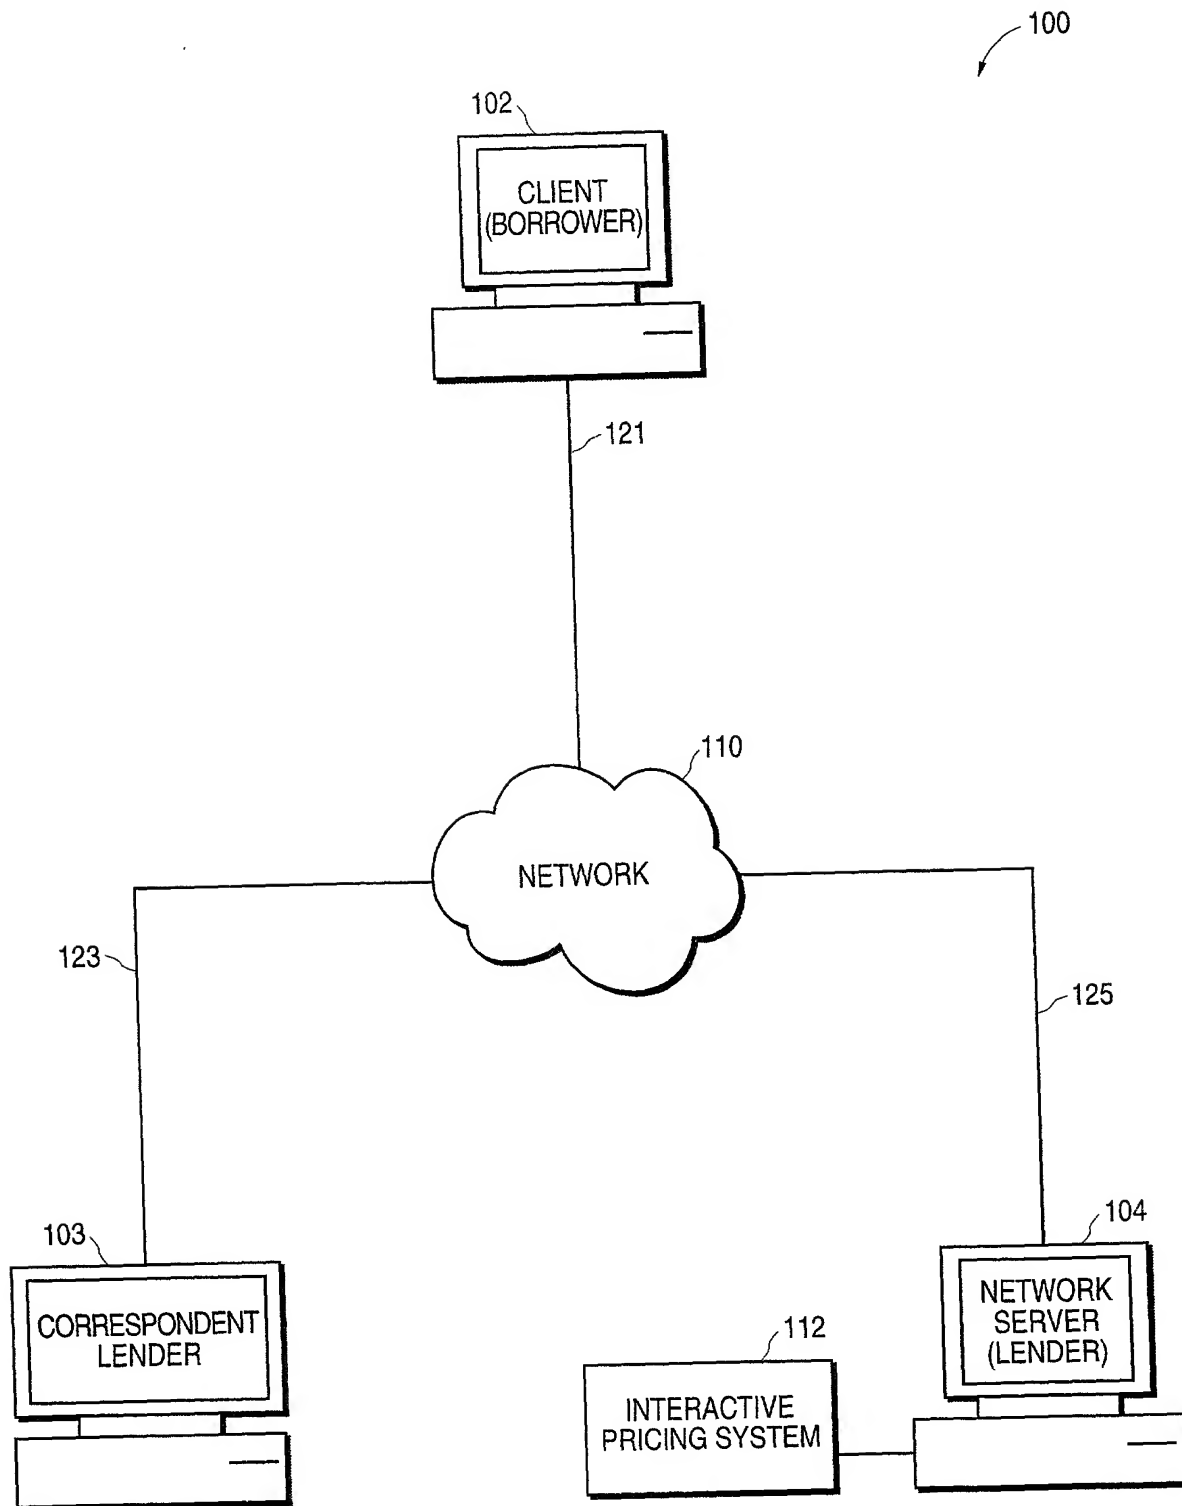 100
102
CLIENT
(BORROWER)
121
110
NETWORK
123
125
103
CORRESPONDENT
LENDER
104
NETWORK
SERVER
(LENDER)
112
INTERACTIVE
PRICING SYSTEM